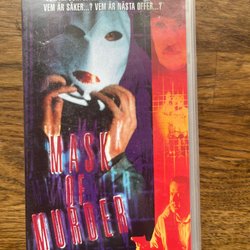 VEM ÄR SÄKER...? VEM ÄR NÄSTA OFFER...?
MASK
OF
MURDER